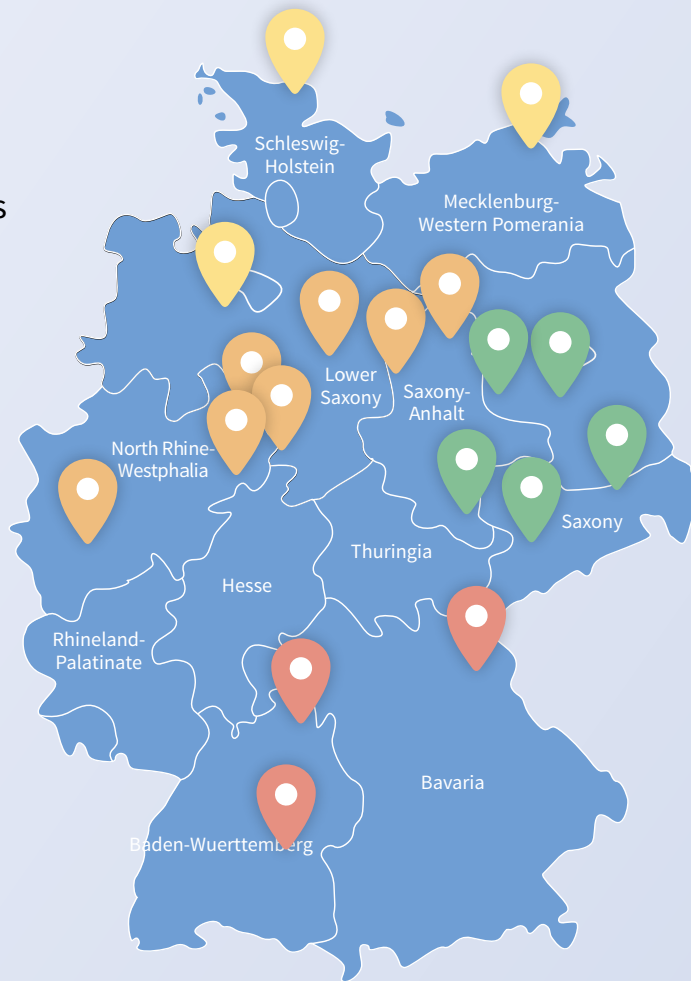 Schleswig-
Holstein
s
Mecklenburg-
Western Pomerania
Lower
Saxony
Saxony-
Anhalt
North Rhine-
Westphalia
Saxony
Thuringia
Hesse
Rhineland-
Palatinate
Bavaria
Baden-Wuerttemberg